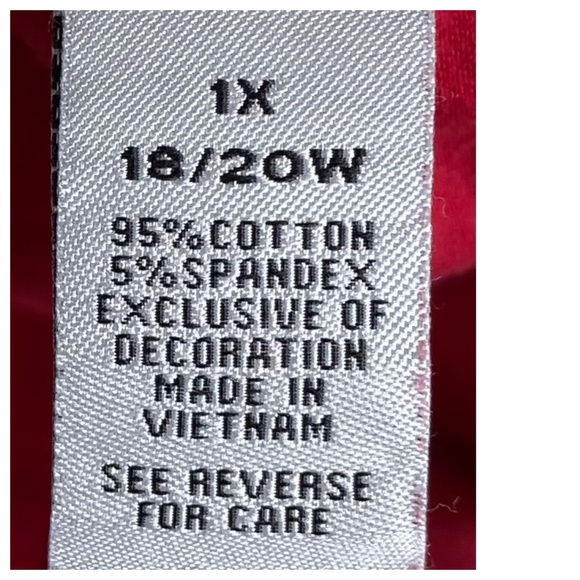 1X
18/20W
95%COTTON
5%SPANDEX
EXCLUSIVE OF
DECORATION
MADE IN
VIETNAM
SEE REVERSE
FOR CARE